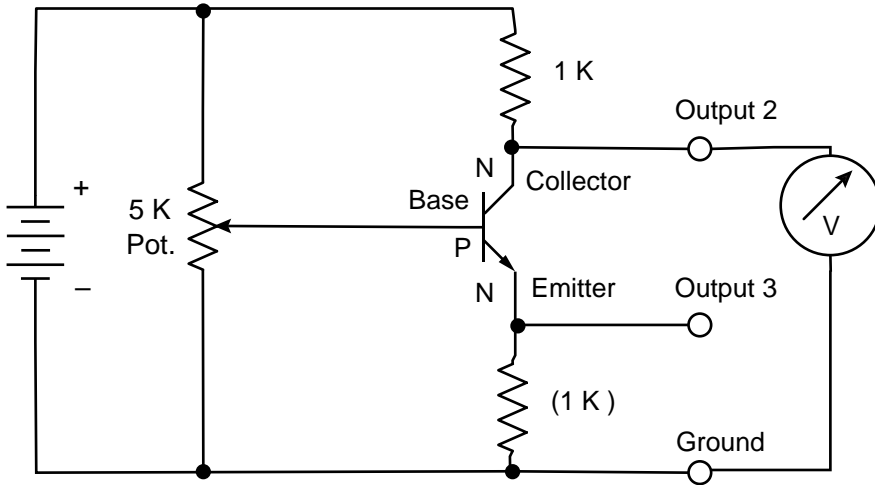 1 K
Output 2
N
Collector
+
5 K
Pot.
Base
P
V
–
N
Emitter
Output 3
(1 K )
Ground